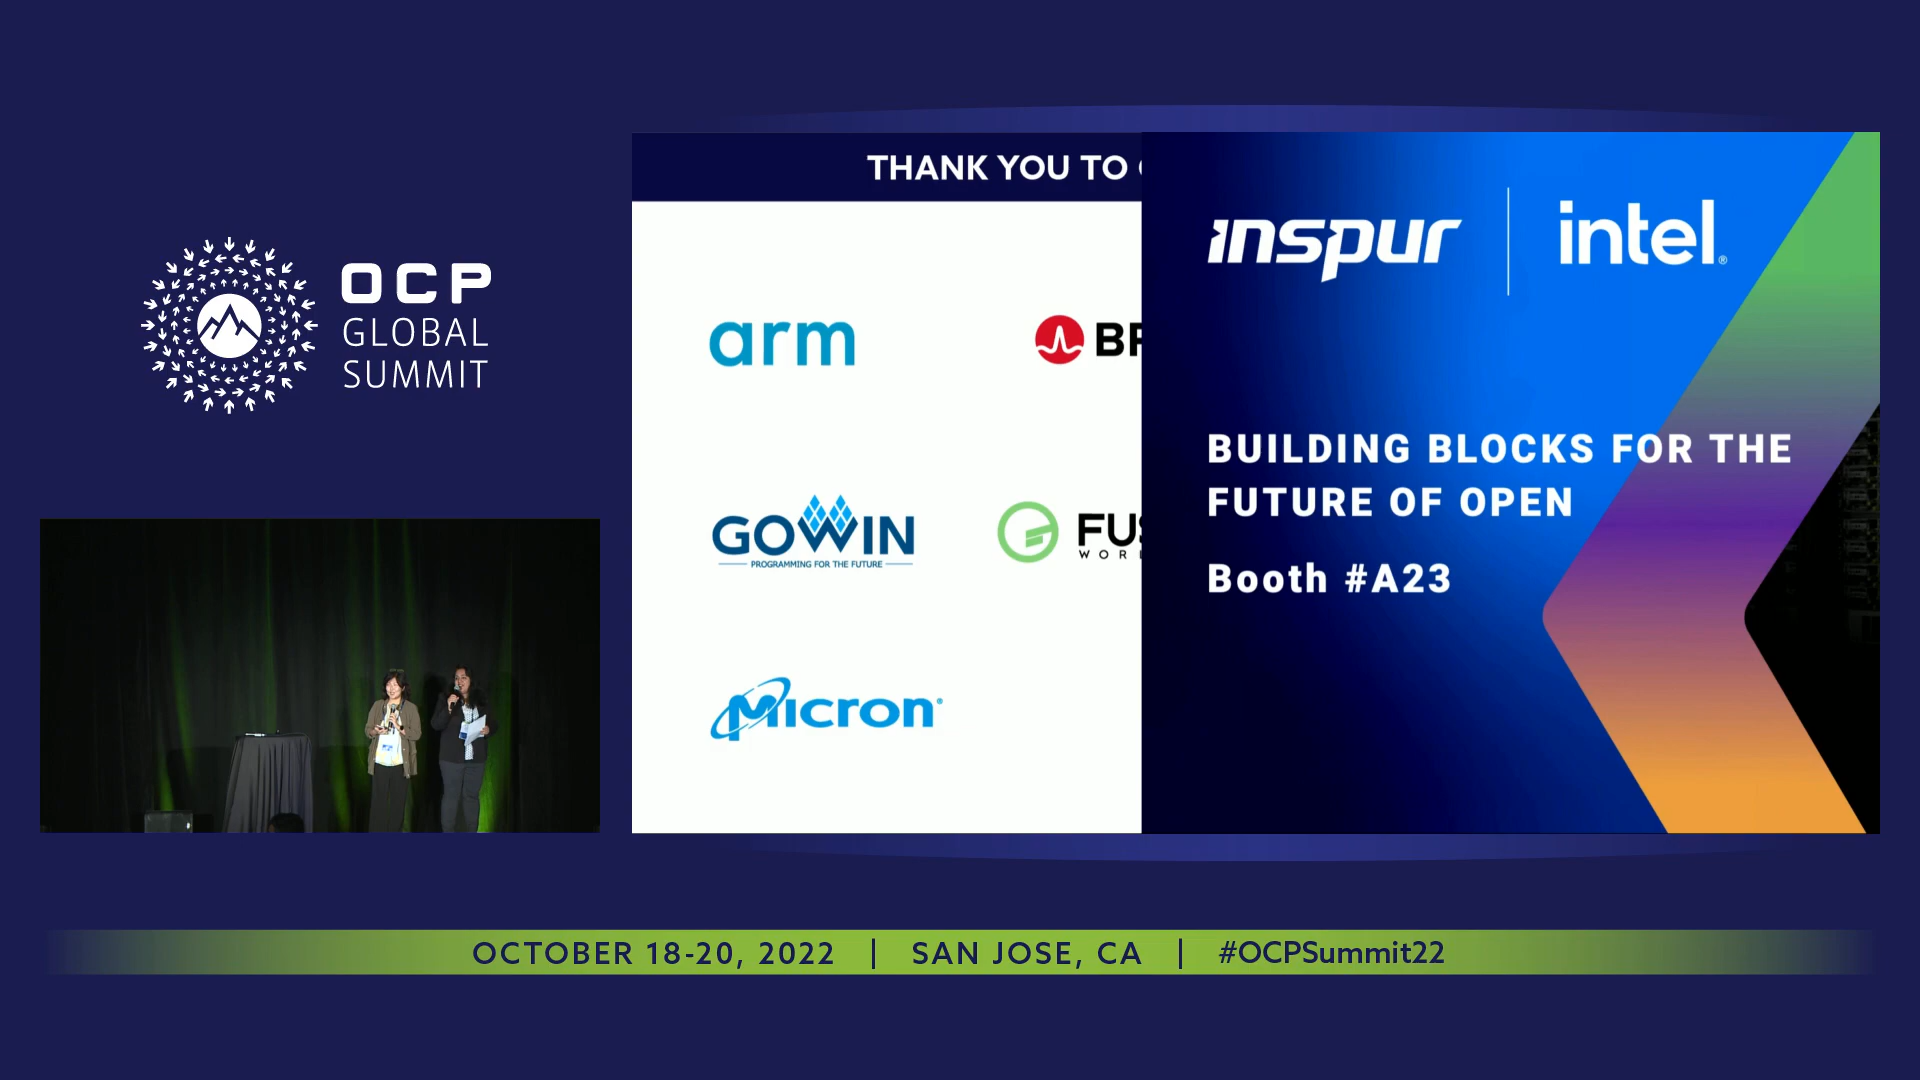 OCP
GLOBAL
SUMMIT
THANK YOU TO
arm
GOWIN
PROGRAMMING FOR THE FUTURE
Micron
inspur
intel®
BUILDING BLOCKS FOR THE
FUTURE OF OPEN
Booth #A23
OCTOBER 18-20, 2022 | SAN JOSE, CA | #OCPSummit22